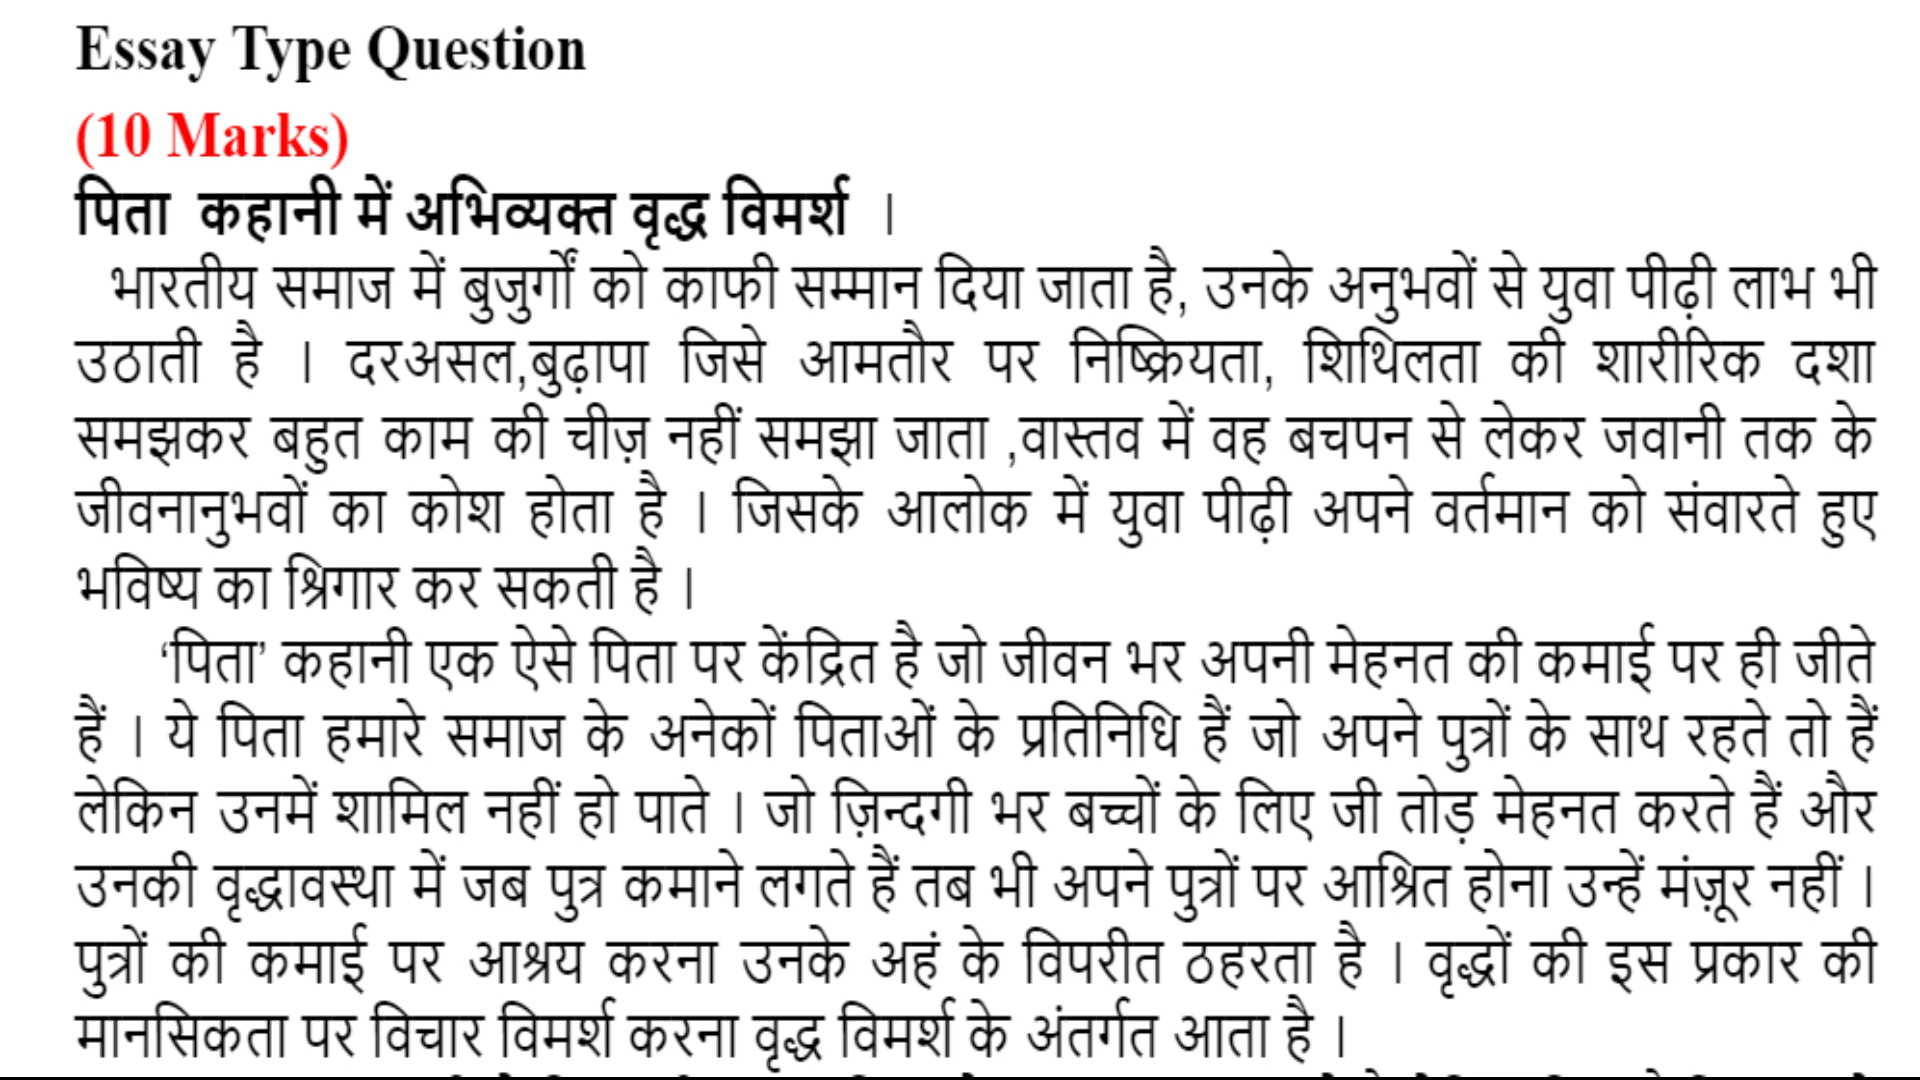 Essay Type Question
(10 Marks)
पिता कहानी में अभिव्यक्त वृद्ध विमर्श ।
भारतीय समाज में बुजुर्गों को काफी सम्मान दिया जाता है, उनके अनुभवों से युवा पीढ़ी लाभ भी
उठाती है । दरअसल,बुढ़ापा जिसे आमतौर पर निष्क्रियता, शिथिलता की शारीरिक दशा
समझकर बहुत काम की चीज़ नहीं समझा जाता ,वास्तव में वह बचपन से लेकर जवानी तक के
जीवनानुभवों का कोश होता है । जिसके आलोक में युवा पीढ़ी अपने वर्तमान को संवारते हुए
भविष्य का श्रिगार कर सकती है ।
‘पिता’ कहानी एक ऐसे पिता पर केंद्रित है जो जीवन भर अपनी मेहनत की कमाई पर ही जीते
हैं । ये पिता हमारे समाज के अनेकों पिताओं के प्रतिनिधि हैं जो अपने पुत्रों के साथ रहते तो हैं
लेकिन उनमें शामिल नहीं हो पाते । जो ज़िन्दगी भर बच्चों के लिए जी तोड़ मेहनत करते हैं और
उनकी वृद्धावस्था में जब पुत्र कमाने लगते हैं तब भी अपने पुत्रों पर आश्रित होना उन्हें मंज़ूर नहीं ।
पुत्रों की कमाई पर आश्रय करना उनके अहं के विपरीत ठहरता है । वृद्धों की इस प्रकार की
मानसिकता पर विचार विमर्श करना वृद्ध विमर्श के अंतर्गत आता है ।